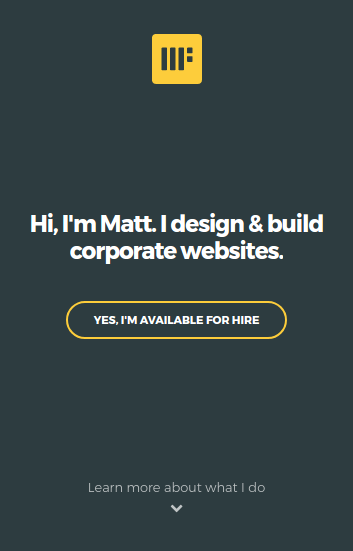 Hi, I'm Matt. I design & build
corporate websites.
YES, I'M AVAILABLE FOR HIRE
Learn more about what I do